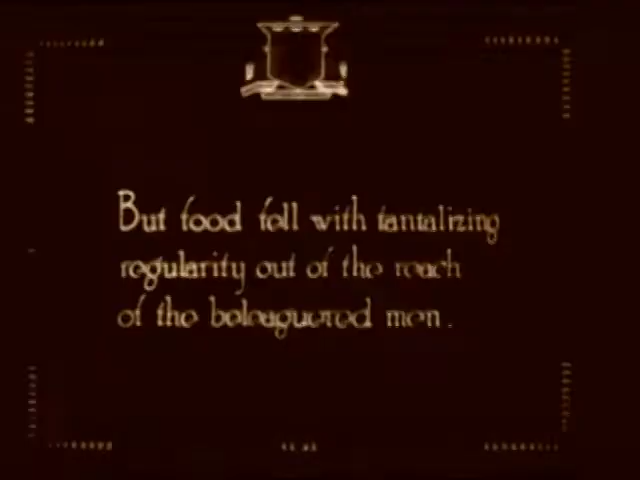 But food fell with tantalizing
regularity out of the reach
of the beleaguered men.